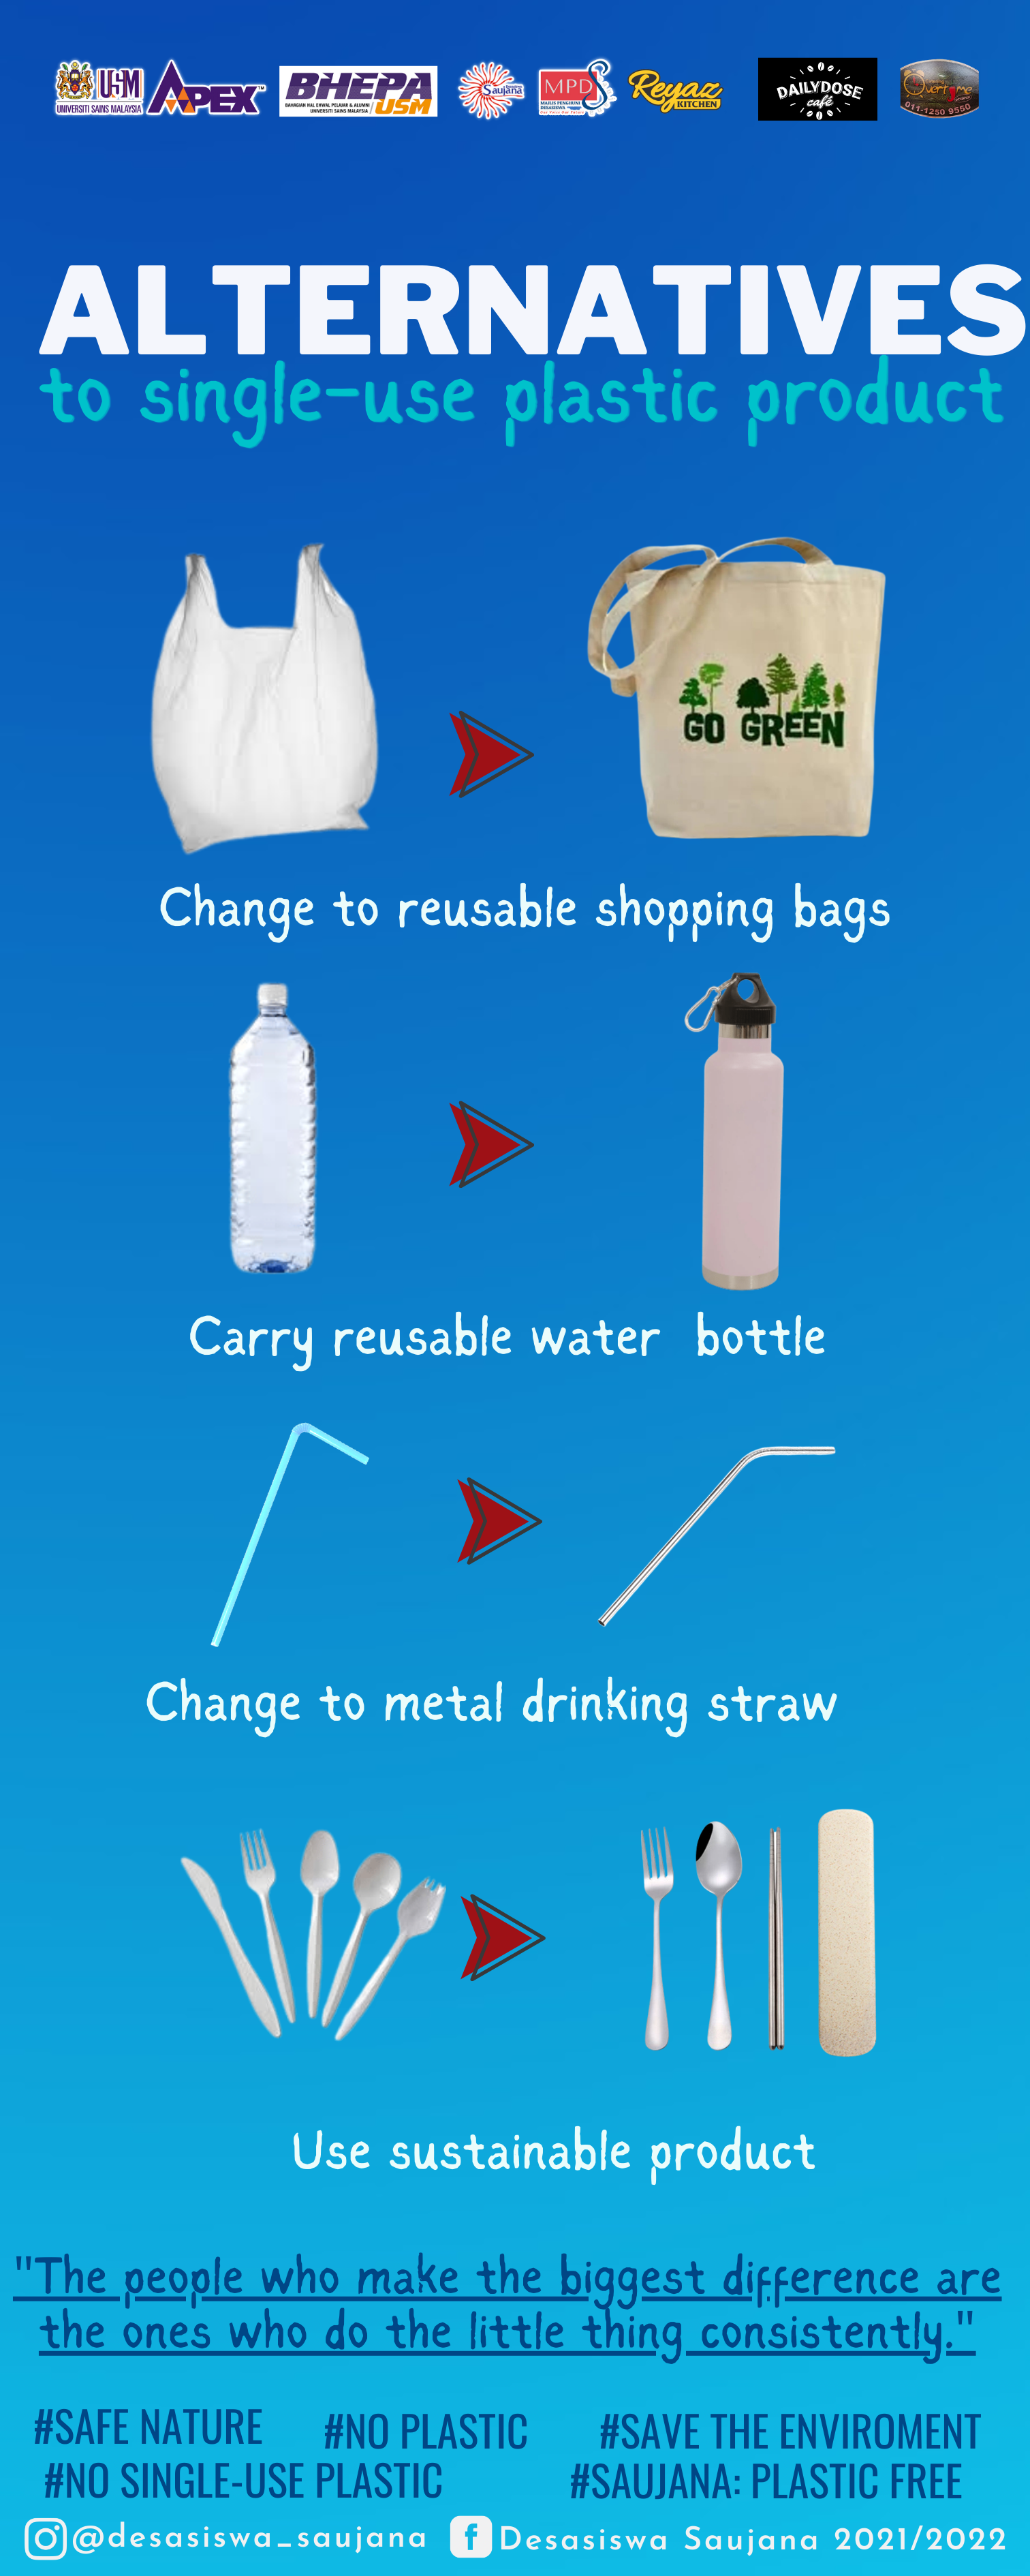 USM APEX™
UNIVERSITI SAINS MALAYSIA
BHEPA
BAHAGIAN HAL EHWAL PELAJAR & ALUMNI
UNIVERSITI SAINS MALAYSIA
USM
Saujana
MPD
MAJLIS PENGHUNI
DESASISWA
Reyaz
KITCHEN
DAILYDOSE
café
Overtime
011-1250 9550
ALTERNATIVES
to single-use plastic product
GO GREEN
Change to reusable shopping bags
Carry reusable water bottle
Change to metal drinking straw
Use sustainable product
"The people who make the biggest difference are
the ones who do the little thing consistently."
#SAFE NATURE #NO PLASTIC #SAVE THE ENVIROMENT
#NO SINGLE-USE PLASTIC #SAUJANA: PLASTIC FREE
@desasiswa_saujana Desasiswa Saujana 2021/2022